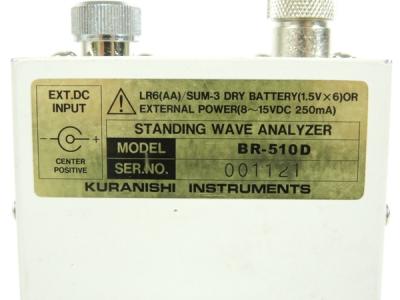 EXT.DC
INPUT
CENTER
POSITIVE
LR6(AA)/SUM-3 DRY BATTERY(1.5V×6)OR
EXTERNAL POWER(8~15VDC 250mA)
STANDING WAVE ANALYZER
MODEL BR-510D
SER.NO. 001121
KURANISHI INSTRUMENTS